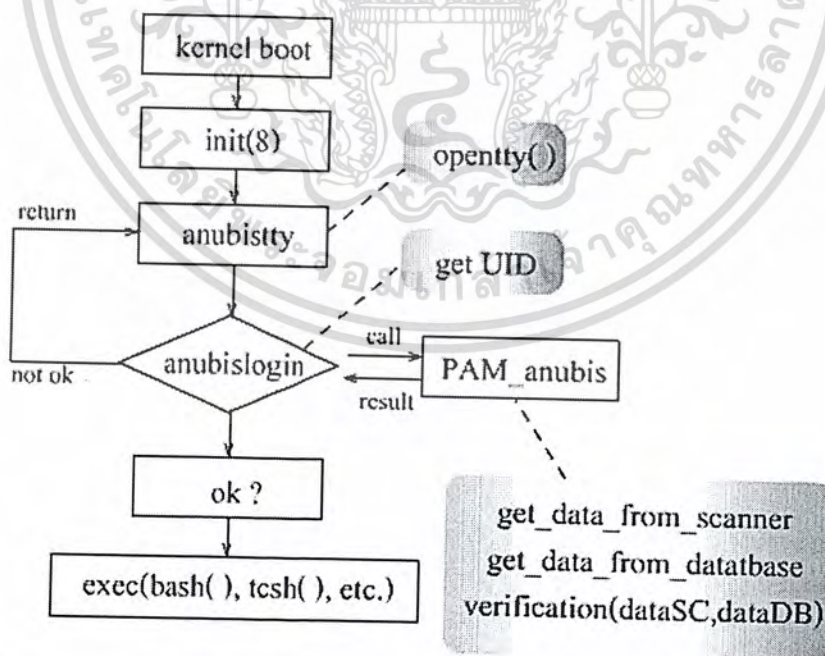 kernel boot
init(8)
opentty( )
return
anubistty
get UID
anubislogin
call
PAM_anubis
not ok
result
ok ?
get_data_from_scanner
get_data_from_datatbase
verification(dataSC,dataDB)
exec(bash( ), tcsh( ), etc.)